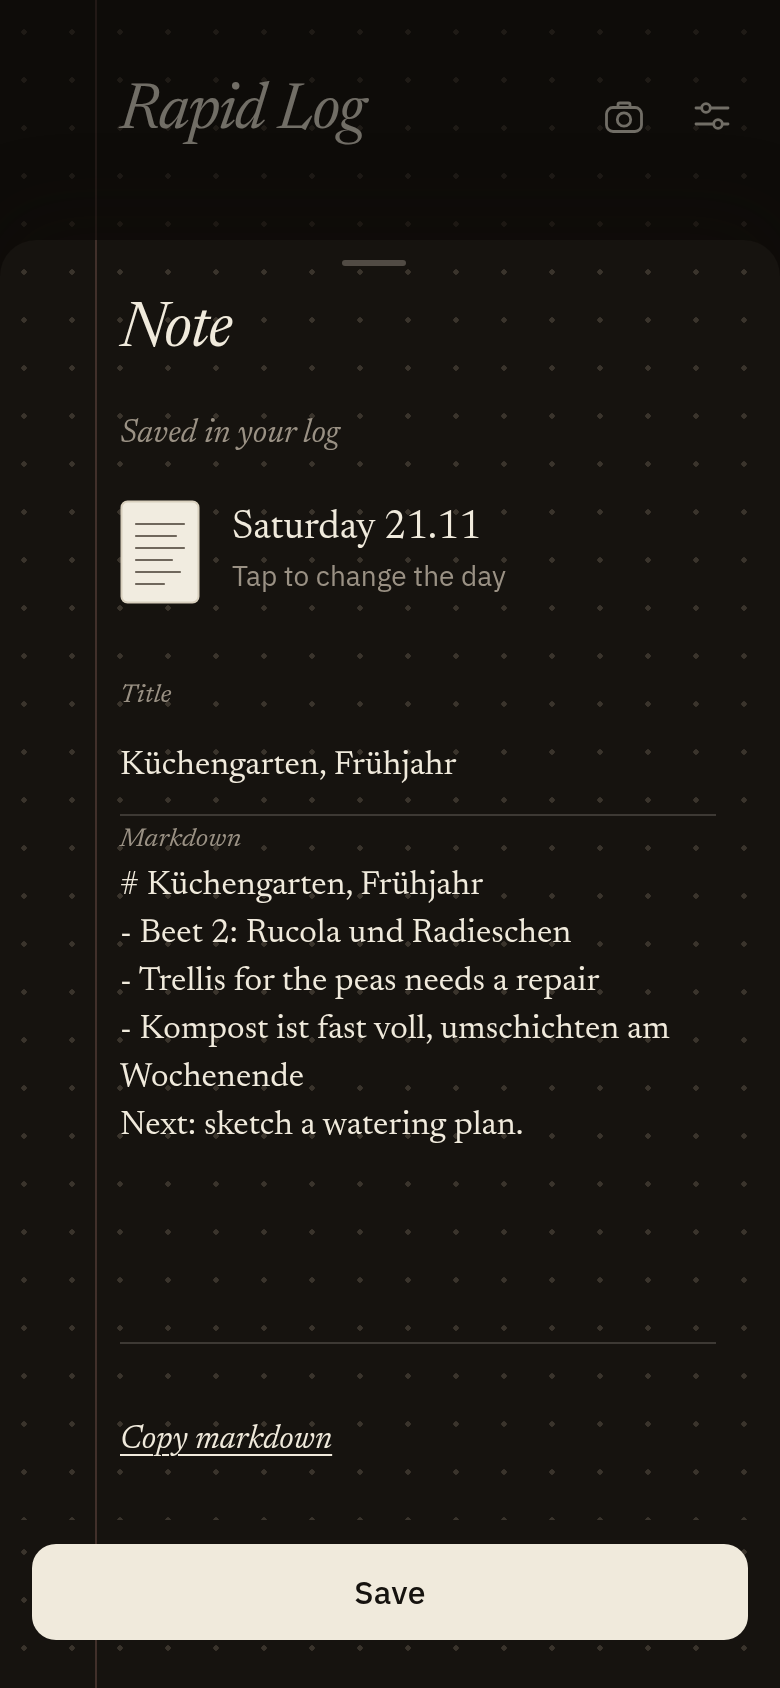 Rapid Log
Note
Saved in your log
Saturday 21.11
Tap to change the day
Title
Küchengarten, Frühjahr
Markdown
# Küchengarten, Frühjahr
- Beet 2: Rucola und Radieschen
- Trellis for the peas needs a repair
- Kompost ist fast voll, umschichten am
Wochenende
Next: sketch a watering plan.
Copy markdown
Save